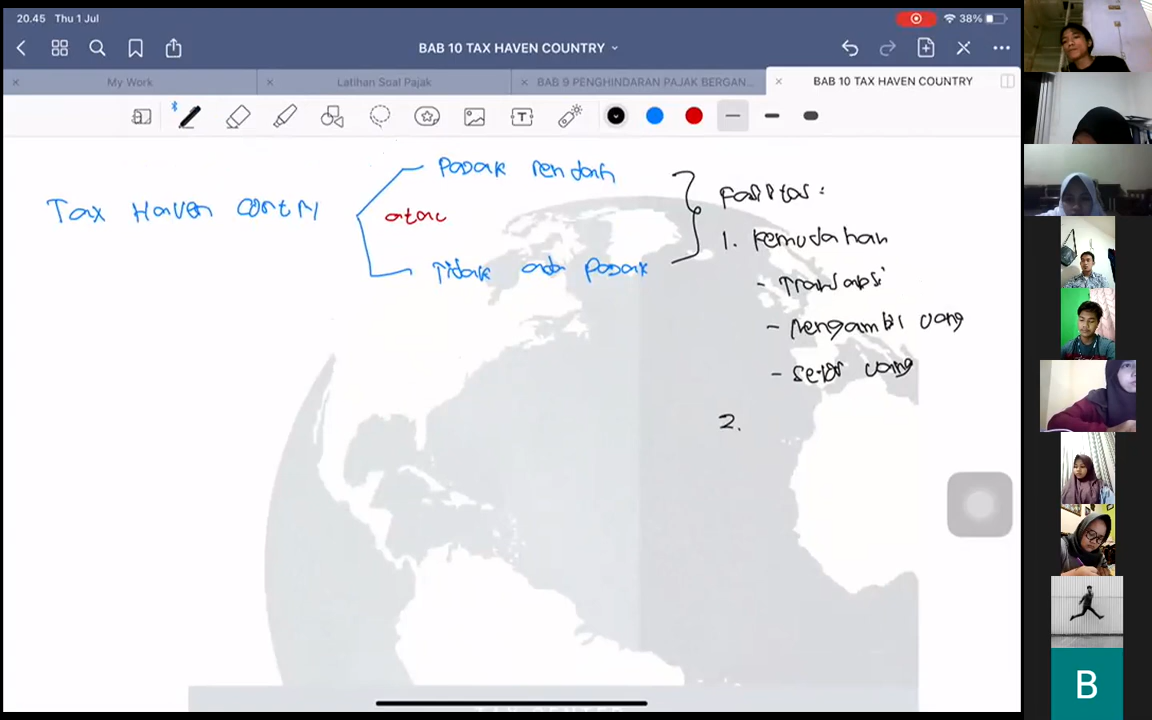 20.45 Thu 1 Jul
38%
BAB 10 TAX HAVEN COUNTRY
My Work
Latihan Soal Pajak
BAB 9 PENGHINDARAN PAJAK BERGAN...
BAB 10 TAX HAVEN COUNTRY
T
Pajak rendah
Tax Haven
atau
Tidak ada Pajak
Fasilitas :
1. Kemudahan
- Transaksi
- Mengambil uang
- Setor uang
2.
B